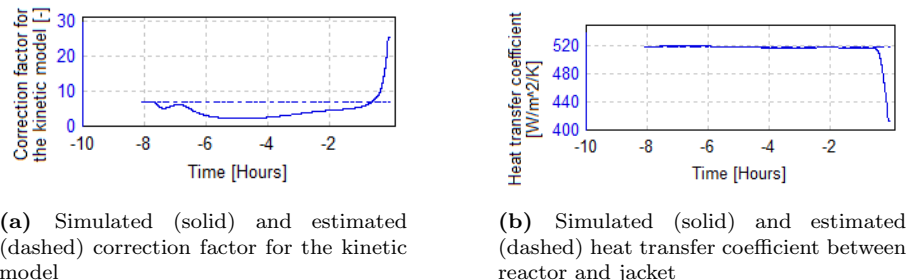 Correction factor for
the kinetic model [-]
30
20
10
0
-10
-8
-6
-4
-2
Time [Hours]
Heat transfer coefficient
[W/m^2/K]
520
480
440
400
-10
-8
-6
-4
-2
Time [Hours]
(a) Simulated (solid) and estimated
(dashed) correction factor for the kinetic
model
(b) Simulated (solid) and estimated
(dashed) heat transfer coefficient between
reactor and jacket